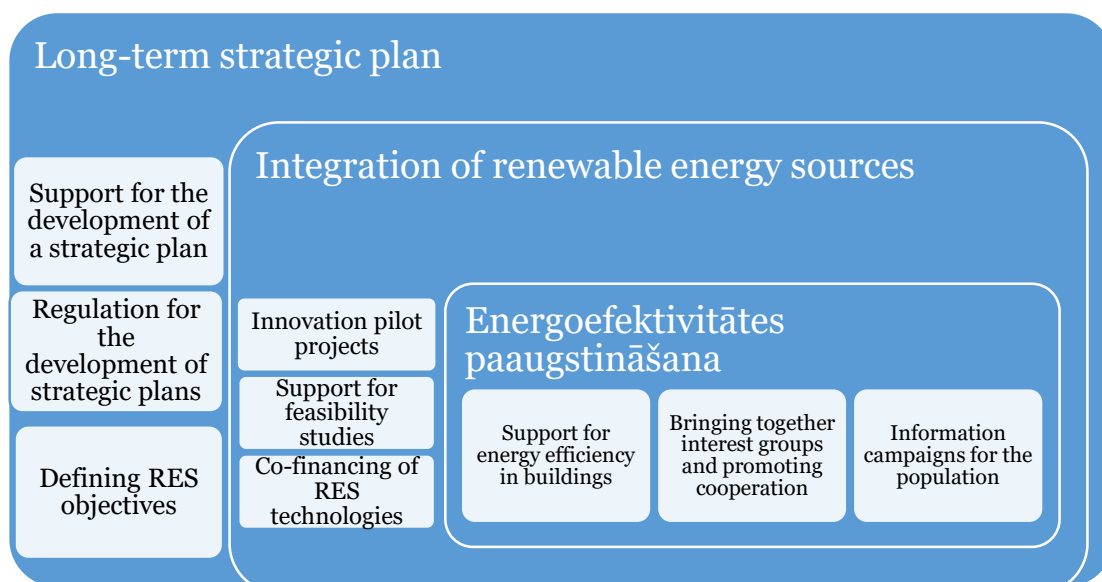 Long-term strategic plan
Support for the
development of
a strategic plan
Regulation for
the
development of
strategic plans
Defining RES
objectives
Integration of renewable energy sources
Innovation pilot
projects
Support for
feasibility
studies
Co-financing of
RES
technologies
Energoefektivitātes
paaugstināšana
Support for
energy efficiency
in buildings
Bringing together
interest groups
and promoting
cooperation
Information
campaigns for the
population